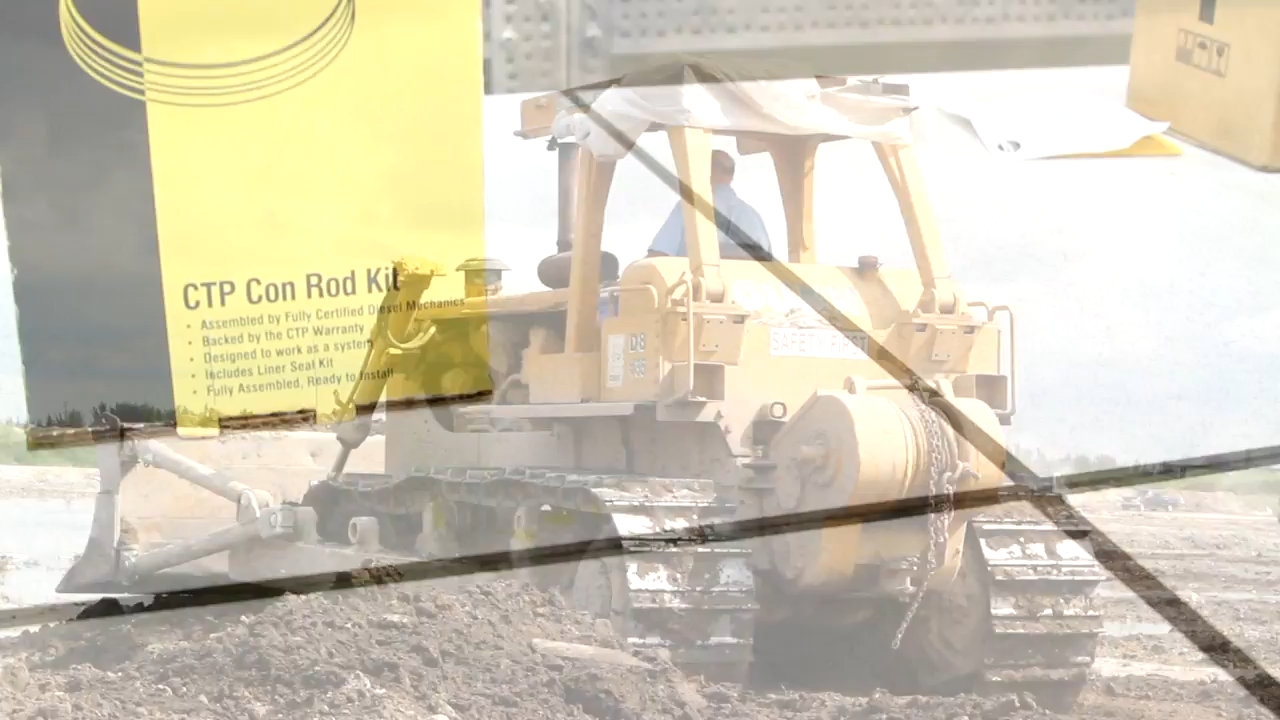 CTP Con Rod Kit
• Assembled by Fully Certified Diesel Mechanics
• Backed by the CTP Warranty
• Designed to work as a system
• Includes Liner Seal Kit
• Fully Assembled, Ready to Install
D8
SAFETY FIRST